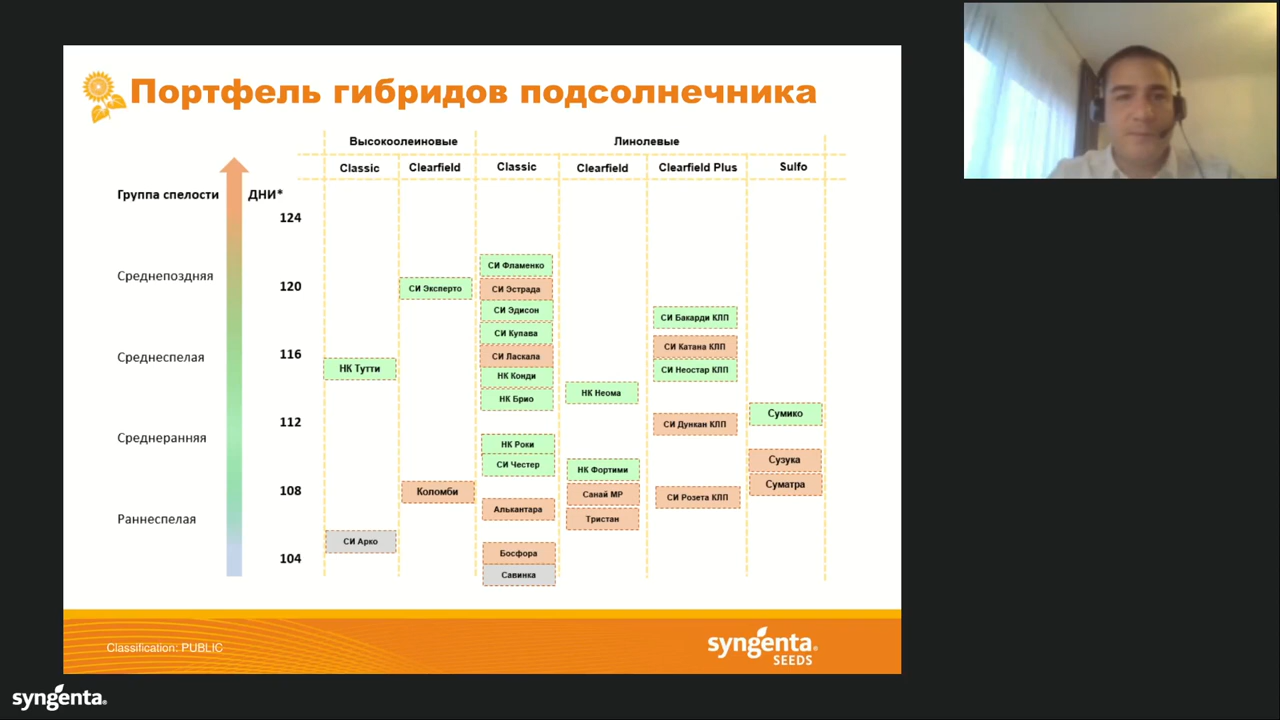 Портфель гибридов подсолнечника
Высокоолеиновые
Линолевые
Classic
Clearfield
Classic
Clearfield
Clearfield Plus
Sulfo
Группа спелости
ДНИ*
124
Среднепоздняя
120
Среднеспелая
116
112
Среднеранняя
108
Раннеспелая
104
НК Тутти
СИ Арко
СИ Эксперто
Коломби
СИ Фламенко
СИ Эстрада
СИ Эдисон
СИ Купава
СИ Ласкала
НК Конди
НК Брио
НК Роки
СИ Честер
Алькантара
Босфора
Савинка
НК Неома
НК Фортими
Санай МР
Тристан
СИ Бакарди КЛП
СИ Катана КЛП
СИ Неостар КЛП
СИ Дункан КЛП
СИ Розета КЛП
Сумико
Сузука
Суматра
Classification: PUBLIC
syngenta
SEEDS
syngenta